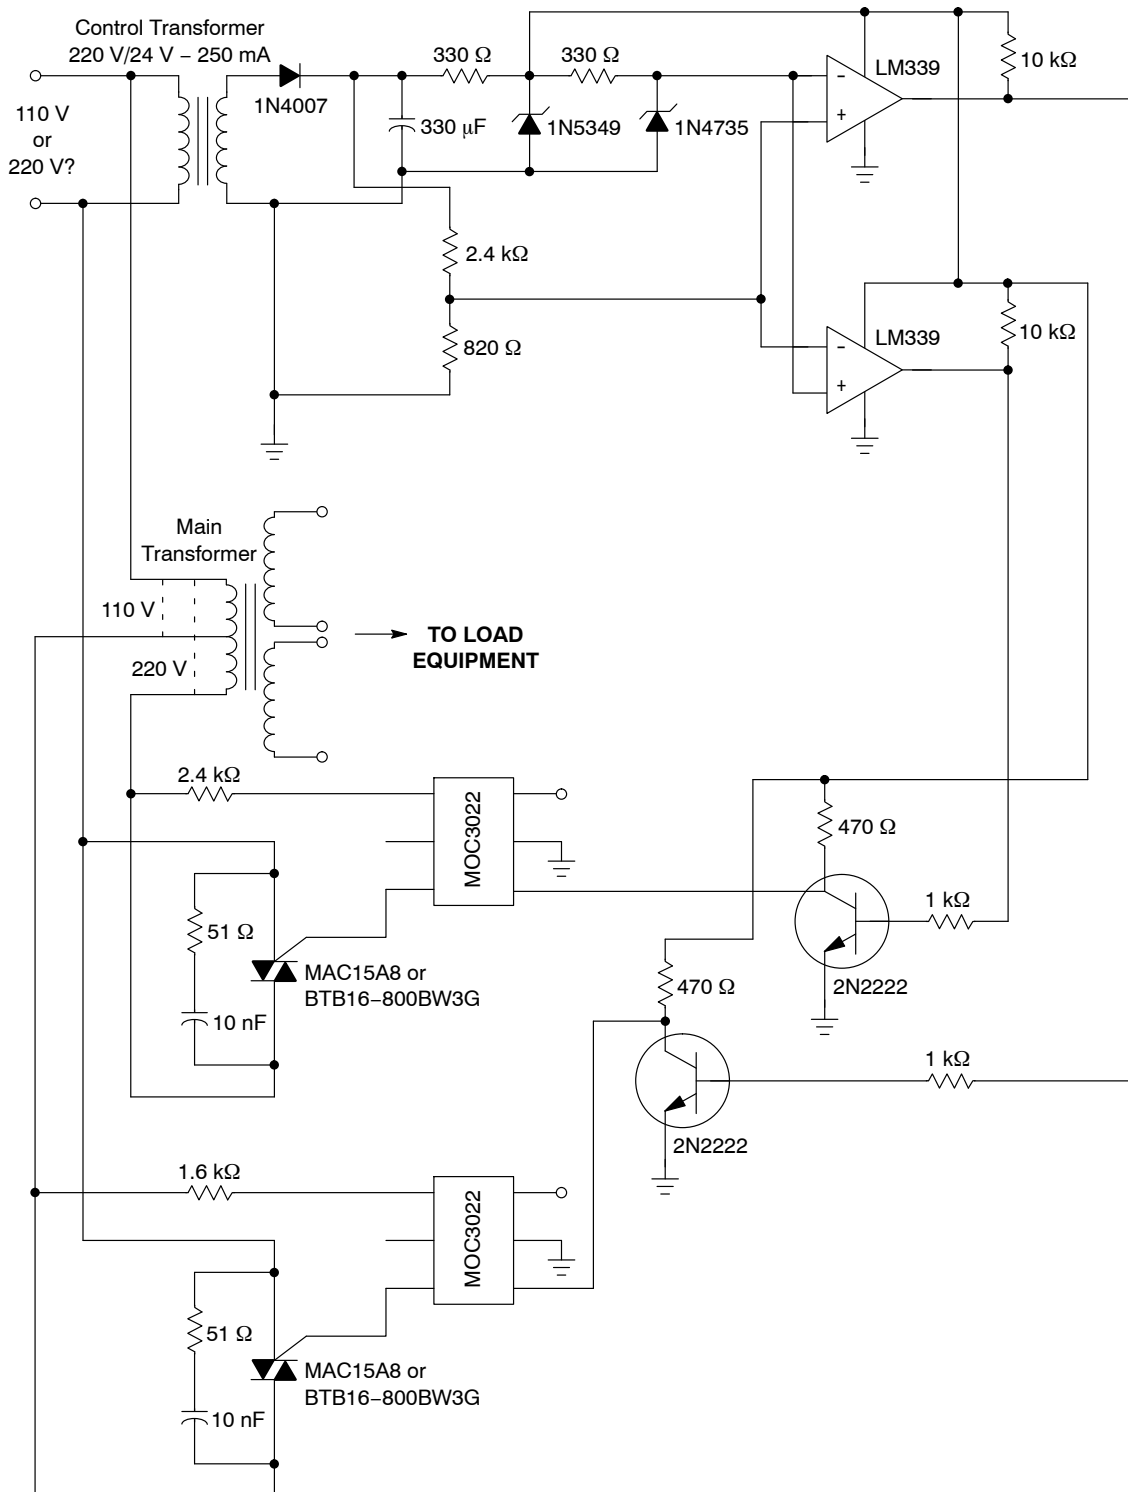 Control Transformer
220 V/24 V – 250 mA
110 V
or
220 V?
1N4007
330 Ω
330 Ω
330 μF
1N5349
1N4735
-
+
LM339
10 kΩ
2.4 kΩ
820 Ω
-
+
LM339
10 kΩ
Main
Transformer
110 V
220 V
TO LOAD
EQUIPMENT
2.4 kΩ
MOC3022
470 Ω
1 kΩ
2N2222
51 Ω
10 nF
MAC15A8 or
BTB16−800BW3G
470 Ω
1 kΩ
2N2222
1.6 kΩ
MOC3022
51 Ω
10 nF
MAC15A8 or
BTB16−800BW3G